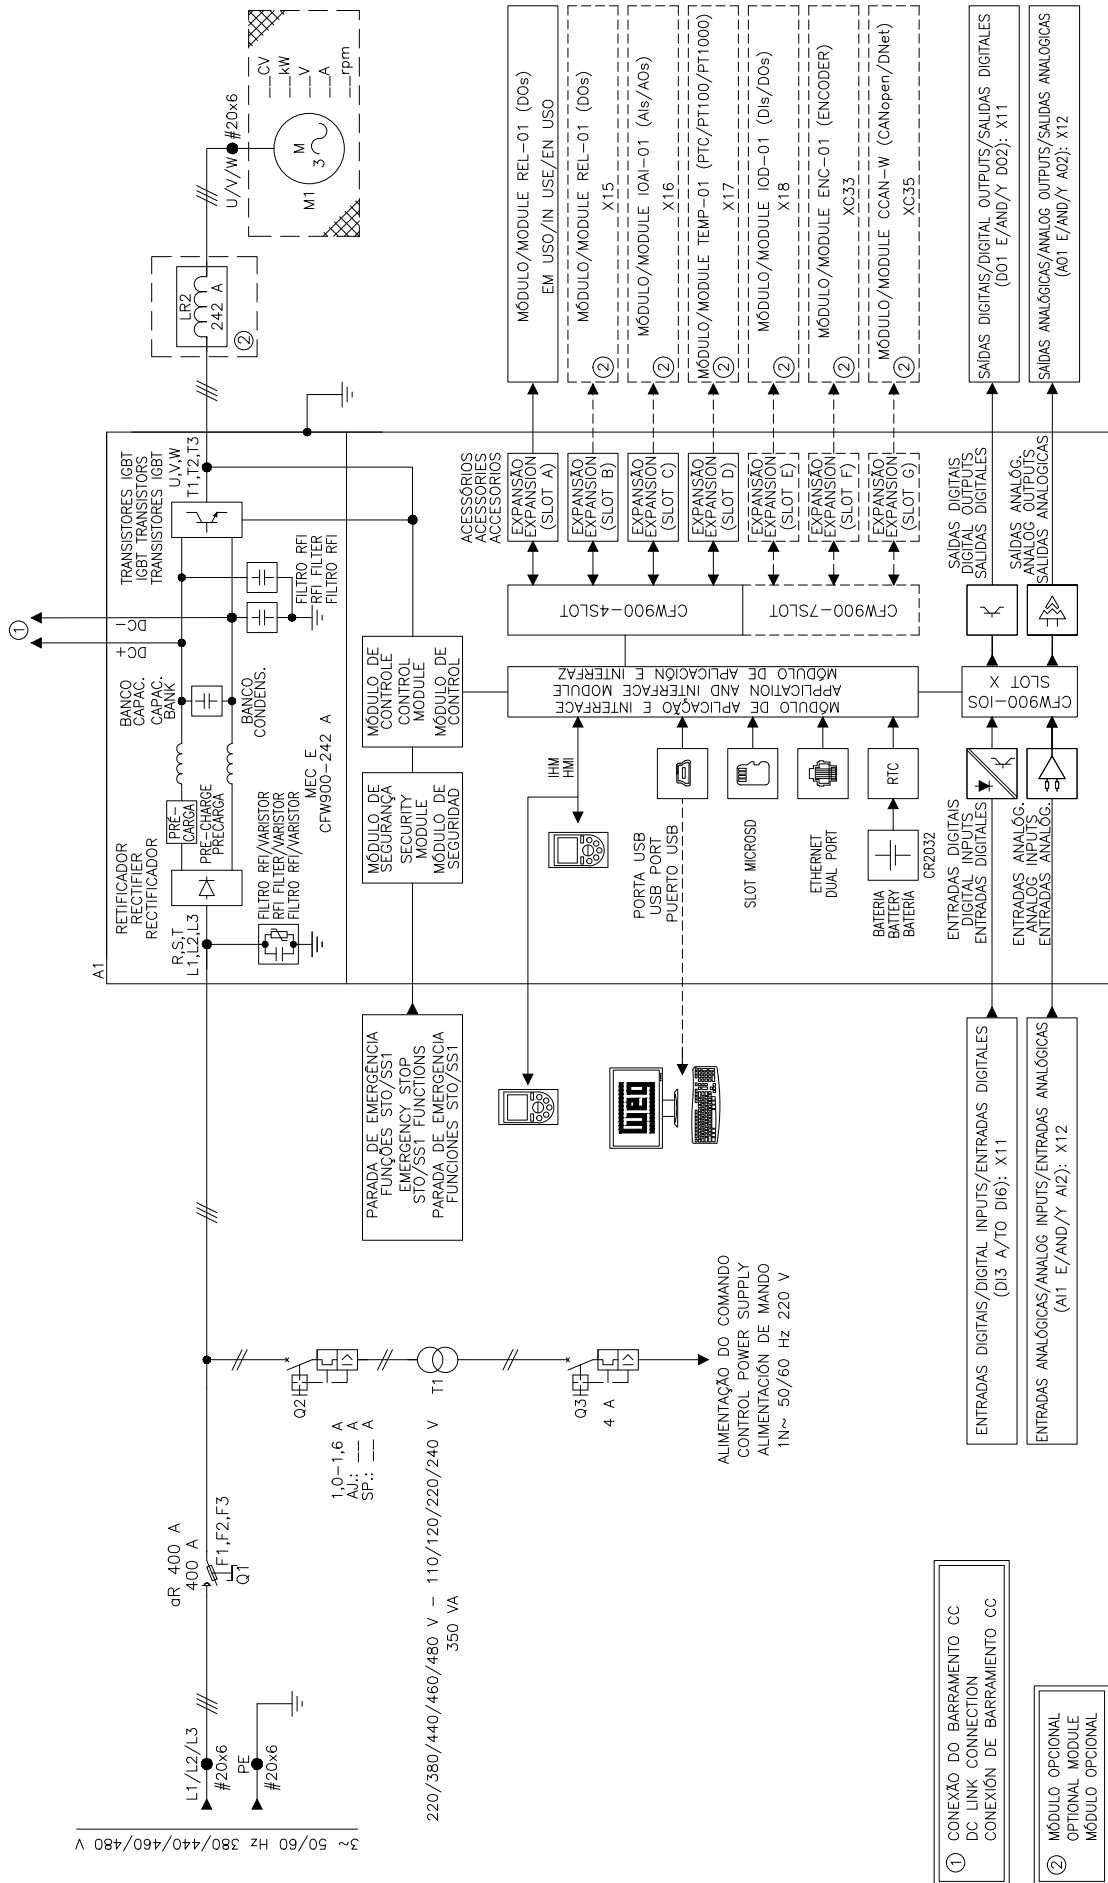 3~ 50/60 Hz 380/440/460/480 V
L1/L2/L3
#20x6
PE
#20x6
aR 400 A
400 A
F1,F2,F3
Q1
Q2
1,0-1,6 A
AJ.: __ A
SP.: __ A
T1
220/380/440/460/480 V - 110/120/220/240 V
350 VA
Q3
4 A
ALIMENTAÇÃO DO COMANDO
CONTROL POWER SUPPLY
ALIMENTACIÓN DE MANDO
1N~ 50/60 Hz 220 V
A1
RETIFICADOR
RECTIFIER
RECTIFICADOR
R,S,T
L1,L2,L3
FILTRO RFI/VARISTOR
RFI FILTER/VARISTOR
FILTRO RFI/VARISTOR
PRÉ-
CARGA
PRE-CHARGE
PRECARGA
MEC E
CFW900-242 A
BANCO
CAPAC.
CAPAC.
BANK
BANCO
CONDENS.
DC+
DC-
1
FILTRO RFI
RFI FILTER
FILTRO RFI
TRANSISTORES IGBT
IGBT TRANSISTORS
TRANSISTORES IGBT
U,V,W
T1,T2,T3
LR2
242 A
2
U/V/W
#20x6
M
3
M1
__CV
__kW
__V
__A
__rpm
PARADA DE EMERGÊNCIA
FUNÇÕES STO/SS1
EMERGENCY STOP
STO/SS1 FUNCTIONS
PARADA DE EMERGENCIA
FUNCIONES STO/SS1
MÓDULO DE
SEGURANÇA
SECURITY
MODULE
MÓDULO DE
SEGURIDAD
MÓDULO DE
CONTROLE
CONTROL
MODULE
MÓDULO DE
CONTROL
IHM
HMI
weg
PORTA USB
USB PORT
PUERTO USB
SLOT MICROSD
ETHERNET
DUAL PORT
RTC
BATERIA
BATTERY
BATERÍA
CR2032
MÓDULO DE APLICAÇÃO E INTERFACE
APPLICATION AND INTERFACE MODULE
MÓDULO DE APLICACIÓN E INTERFAZ
CFW900-4SLOT
CFW900-7SLOT
ACESSÓRIOS
ACESSORIES
ACCESORIOS
EXPANSÃO
EXPANSION
(SLOT A)
EXPANSÃO
EXPANSION
(SLOT B)
EXPANSÃO
EXPANSION
(SLOT C)
EXPANSÃO
EXPANSION
(SLOT D)
EXPANSÃO
EXPANSION
(SLOT E)
EXPANSÃO
EXPANSION
(SLOT F)
EXPANSÃO
EXPANSION
(SLOT G)
MÓDULO/MODULE REL-01 (DOs)
EM USO/IN USE/EN USO
MÓDULO/MODULE REL-01 (DOs)
2 X15
MÓDULO/MODULE IOAI-01 (AIs/AOs)
2 X16
MÓDULO/MODULE TEMP-01 (PTC/PT100/PT1000)
2 X17
MÓDULO/MODULE IOD-01 (DIs/DOs)
2 X18
MÓDULO/MODULE ENC-01 (ENCODER)
2 XC33
MÓDULO/MODULE CCAN-W (CANopen/DNet)
2 XC35
ENTRADAS DIGITAIS/DIGITAL INPUTS/ENTRADAS DIGITALES
(DI3 A/TO DI6): X11
ENTRADAS ANALÓGICAS/ANALOG INPUTS/ENTRADAS ANALÓGICAS
(AI1 E/AND/Y AI2): X12
ENTRADAS DIGITAIS
DIGITAL INPUTS
ENTRADAS DIGITALES
ENTRADAS ANALÓG.
ANALOG INPUTS
ENTRADAS ANALÓG.
CFW900-IOS
SLOT X
SAÍDAS DIGITAIS
DIGITAL OUTPUTS
SALIDAS DIGITALES
SAÍDAS ANALÓG.
ANALOG OUTPUTS
SALIDAS ANALOGICAS
SAÍDAS DIGITAIS/DIGITAL OUTPUTS/SALIDAS DIGITALES
(DO1 E/AND/Y DO2): X11
SAÍDAS ANALÓGICAS/ANALOG OUTPUTS/SALIDAS ANALOGICAS
(AO1 E/AND/Y AO2): X12
1 CONEXÃO DO BARRAMENTO CC
DC LINK CONNECTION
CONEXIÓN DE BARRAMIENTO CC
2 MÓDULO OPCIONAL
OPTIONAL MODULE
MÓDULO OPCIONAL